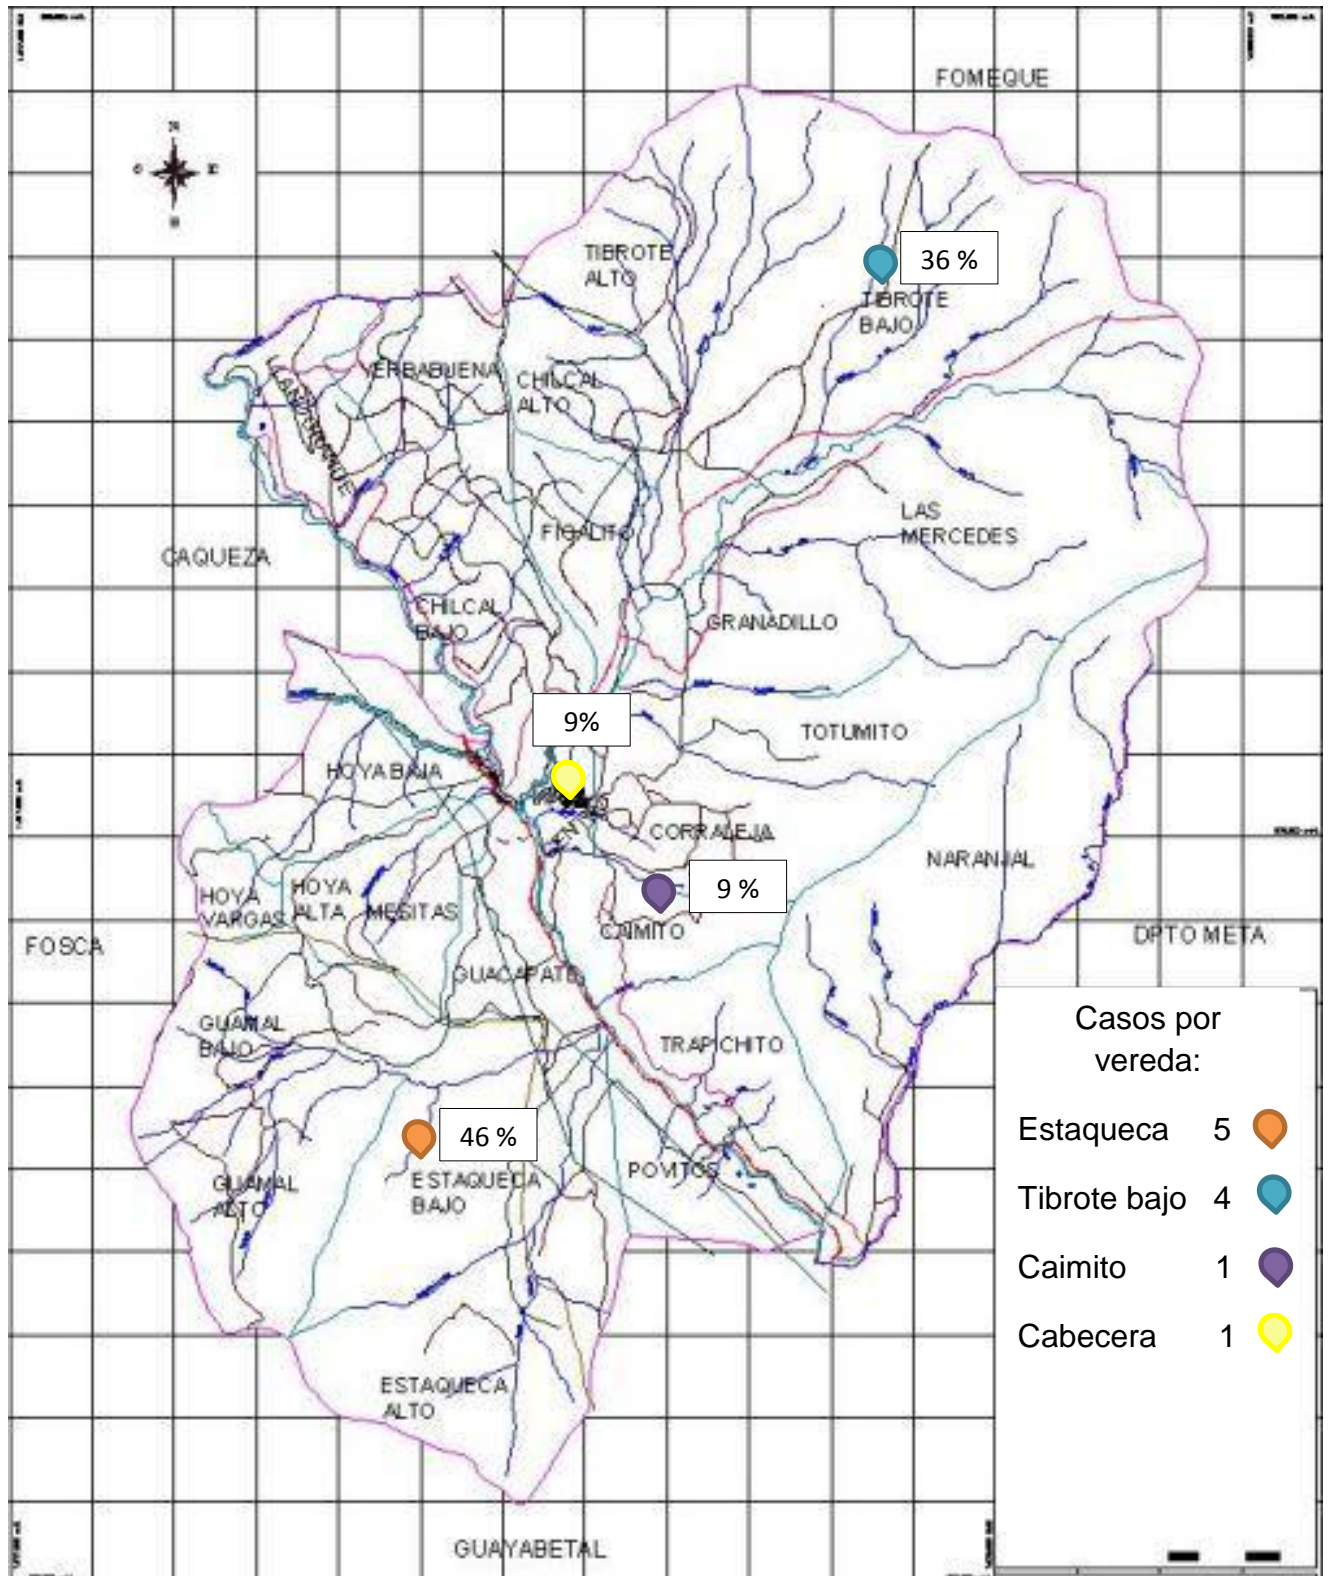 FOMEQUE
N
E
TIBROTE
ALTO
36 %
TIBROTE
BAJO
YERBABUENA
CHILCAL
ALTO
LAS
MERCEDES
FIGALITO
CAQUEZA
CHILCAL
BAJO
GRANADILLO
9%
TOTUMITO
HOYA BAJA
CORRALEJA
NARANJAL
9 %
HOYA
VARGAS
HOYA
ALTA
MESITAS
CAIMITO
FOSCA
DPTO META
GUACAPATE
GUAMAL
BAJO
TRAPICHITO
46 %
ESTAQUECA
BAJO
GUAMAL
ALTO
ESTAQUECA
ALTO
GUAYABETAL
Casos por
vereda:
Estaqueca 5
Tibrote bajo 4
Caimito 1
Cabecera 1